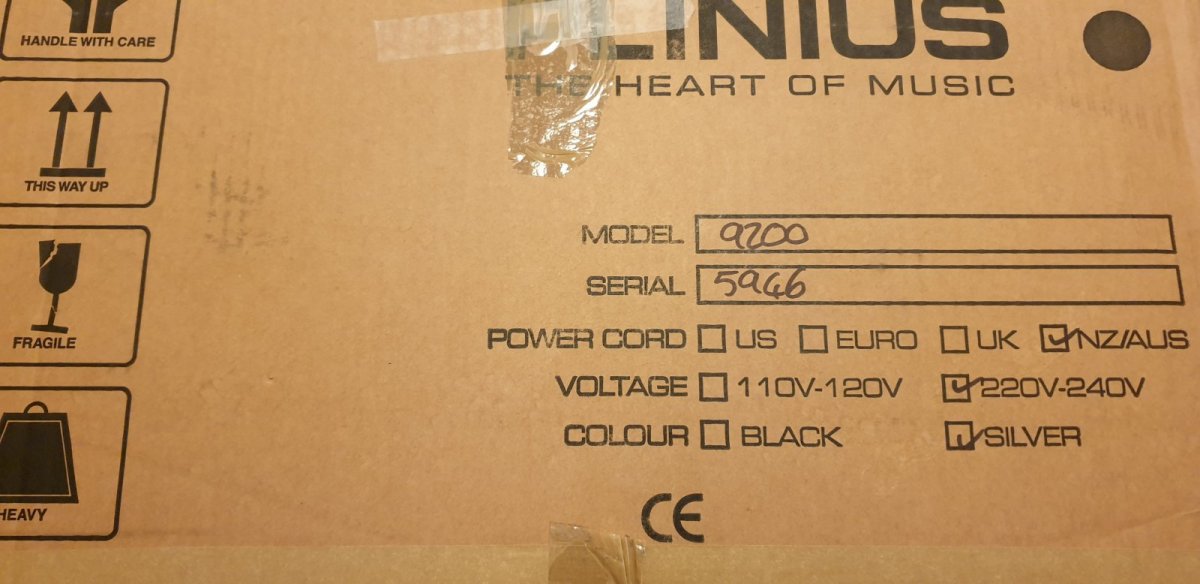 HANDLE WITH CARE
PLINIUS
THE HEART OF MUSIC
THIS WAY UP
MODEL 9200
SERIAL 5946
FRAGILE
POWER CORD US EURO UK NZ/AUS
VOLTAGE 110V-120V 220V-240V
COLOUR BLACK SILVER
HEAVY
CE